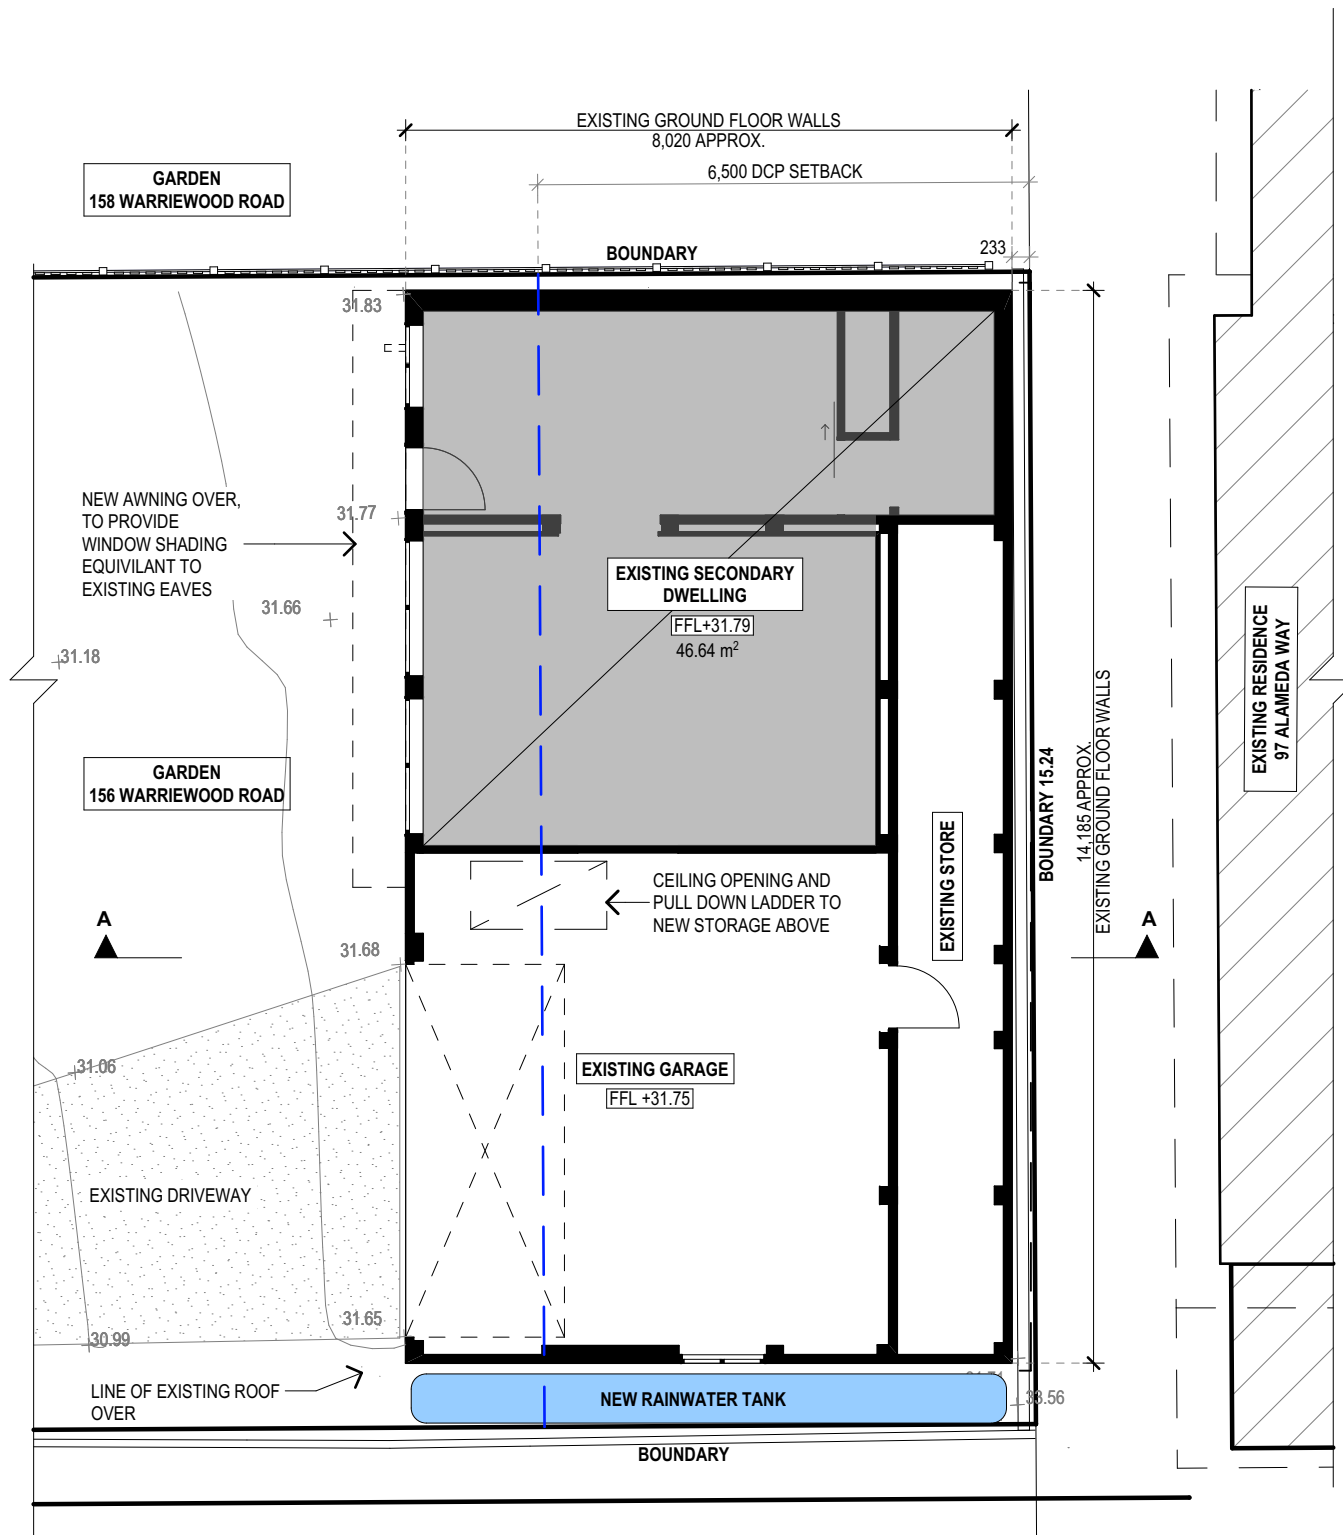 EXISTING GROUND FLOOR WALLS
8,020 APPROX.
6,500 DCP SETBACK
GARDEN
158 WARRIEWOOD ROAD
BOUNDARY
233
31.83
NEW AWNING OVER,
TO PROVIDE
WINDOW SHADING
EQUIVILANT TO
EXISTING EAVES
31.77
31.66
31.18
EXISTING SECONDARY
DWELLING
FFL+31.79
46.64 m²
EXISTING RESIDENCE
97 ALAMEDA WAY
GARDEN
156 WARRIEWOOD ROAD
BOUNDARY 15.24
14,185 APPROX.
EXISTING GROUND FLOOR WALLS
EXISTING STORE
CEILING OPENING AND
PULL DOWN LADDER TO
NEW STORAGE ABOVE
A
A
31.68
31.06
EXISTING GARAGE
FFL +31.75
EXISTING DRIVEWAY
31.65
30.99
LINE OF EXISTING ROOF
OVER
NEW RAINWATER TANK
33.56
BOUNDARY